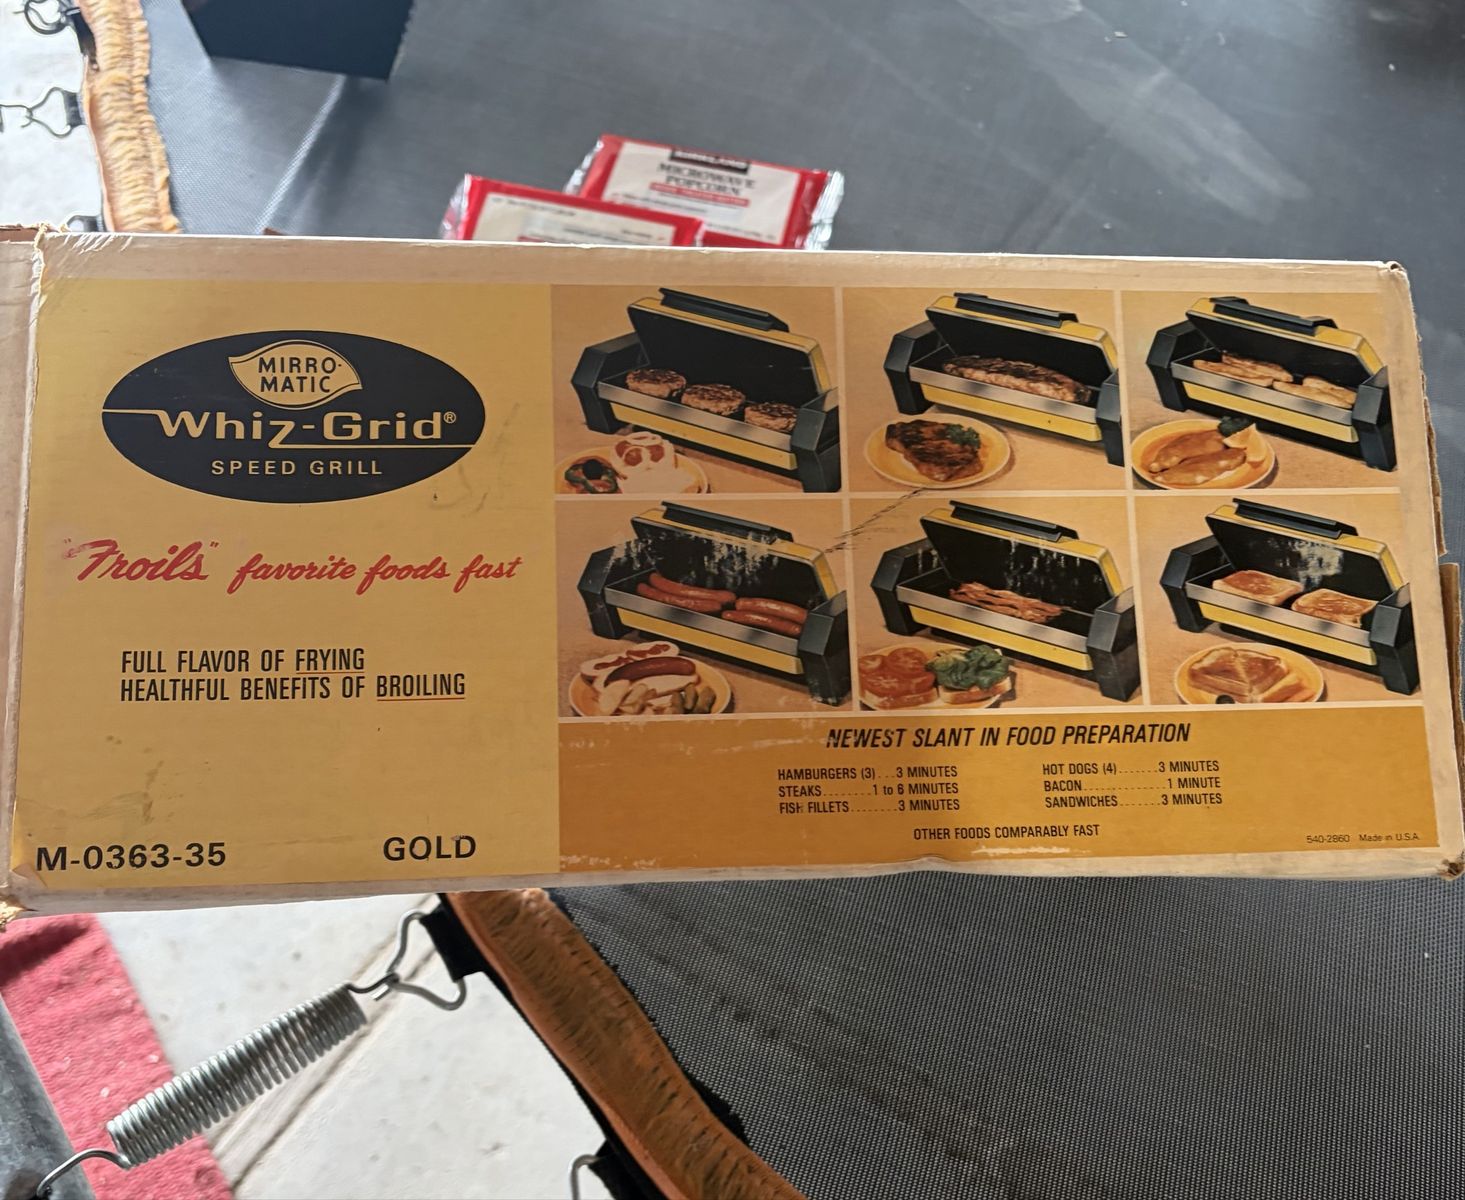 MICROWAVE
POPCORN
MIRRO-
MATIC
Whiz-Grid®
SPEED GRILL
"Froils" favorite foods fast
FULL FLAVOR OF FRYING
HEALTHFUL BENEFITS OF BROILING
M-0363-35
GOLD
NEWEST SLANT IN FOOD PREPARATION
HAMBURGERS (3)...3 MINUTES
STEAKS.........1 to 6 MINUTES
FISH FILLETS........3 MINUTES
HOT DOGS (4).......3 MINUTES
BACON..............1 MINUTE
SANDWICHES.......3 MINUTES
OTHER FOODS COMPARABLY FAST
540-2860 Made in U.S.A.